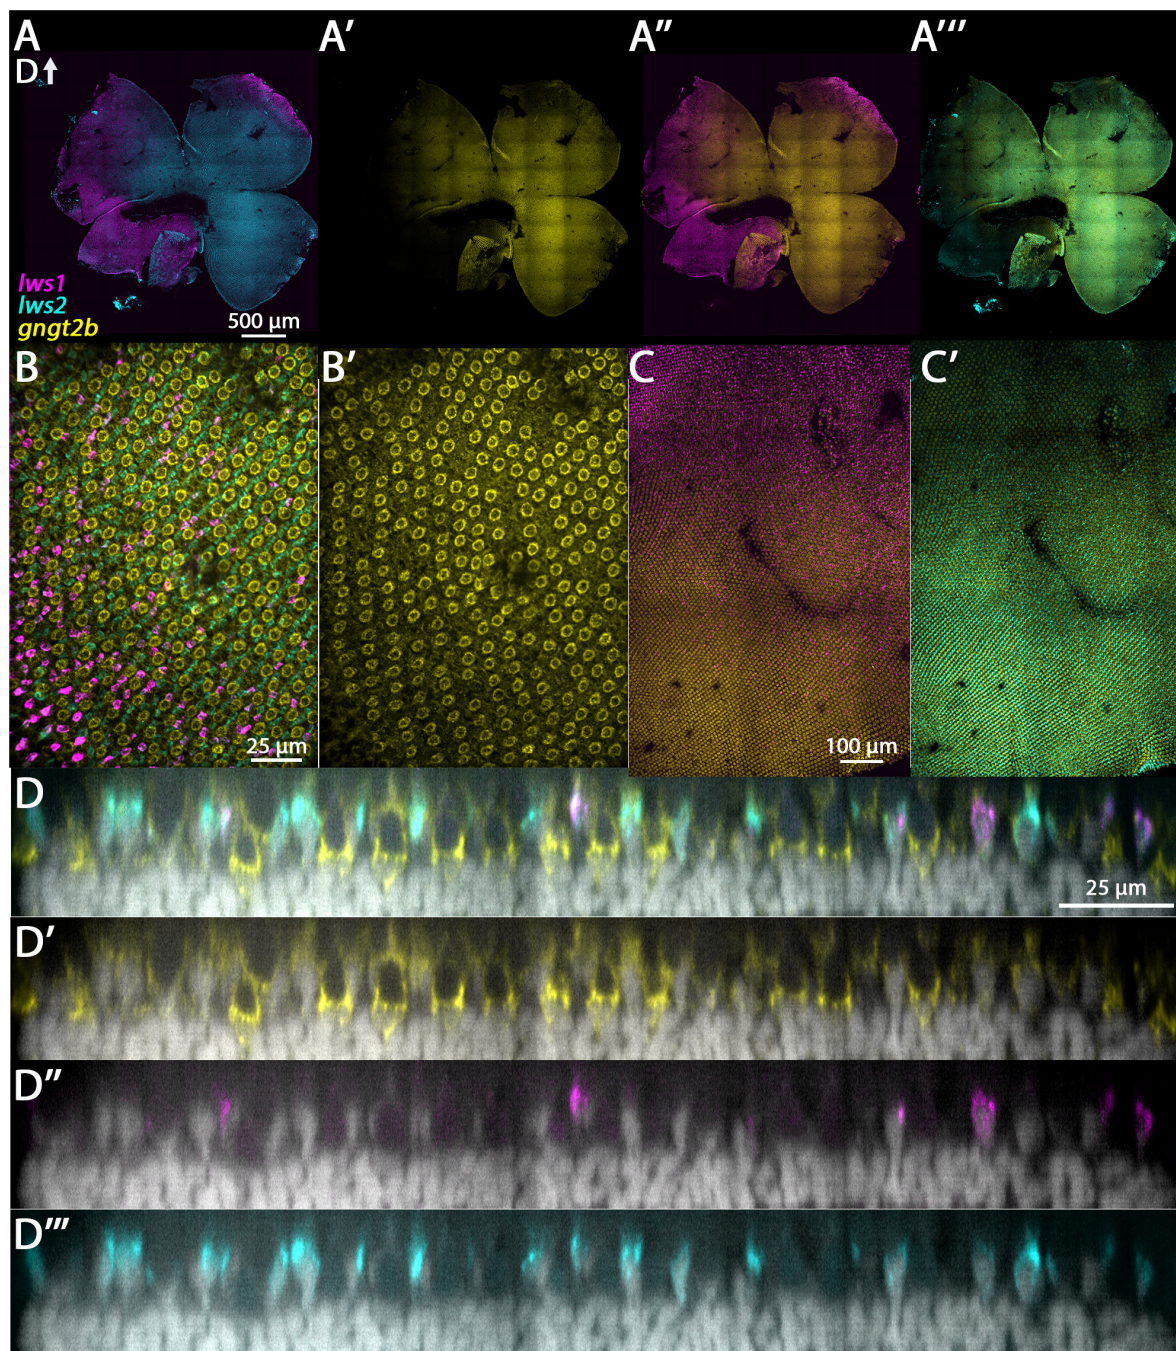 A
A′
A″
A‴
D
lws1
lws2
gngt2b
500 µm
B
B′
C
C′
25 µm
100 µm
D
25 µm
D′
D″
D‴